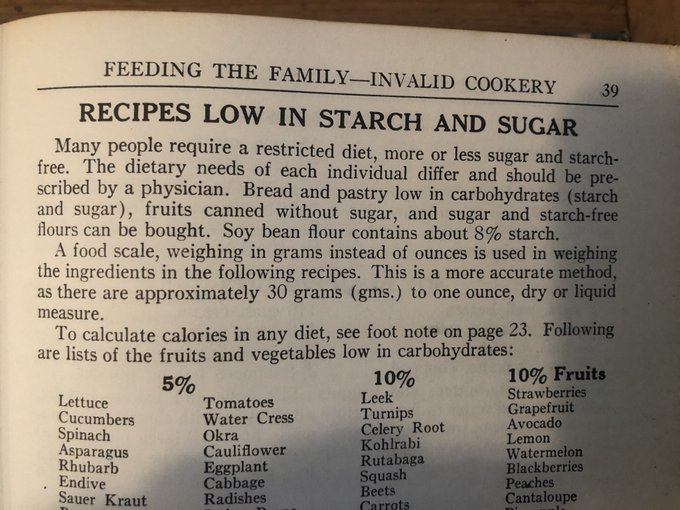 FEEDING THE FAMILY—INVALID COOKERY 39
RECIPES LOW IN STARCH AND SUGAR
Many people require a restricted diet, more or less sugar and starch-
free. The dietary needs of each individual differ and should be pre-
scribed by a physician. Bread and pastry low in carbohydrates (starch
and sugar), fruits canned without sugar, and sugar and starch-free
flours can be bought. Soy bean flour contains about 8% starch.
A food scale, weighing in grams instead of ounces is used in weighing
the ingredients in the following recipes. This is a more accurate method,
as there are approximately 30 grams (gms.) to one ounce, dry or liquid
measure.
To calculate calories in any diet, see foot note on page 23. Following
are lists of the fruits and vegetables low in carbohydrates:
5%
Lettuce
Cucumbers
Spinach
Asparagus
Rhubarb
Endive
Sauer Kraut
Tomatoes
Water Cress
Okra
Cauliflower
Eggplant
Cabbage
Radishes
10%
Leek
Turnips
Celery Root
Kohlrabi
Rutabaga
Squash
Beets
Carrots
10% Fruits
Strawberries
Grapefruit
Avocado
Lemon
Watermelon
Blackberries
Peaches
Cantaloupe